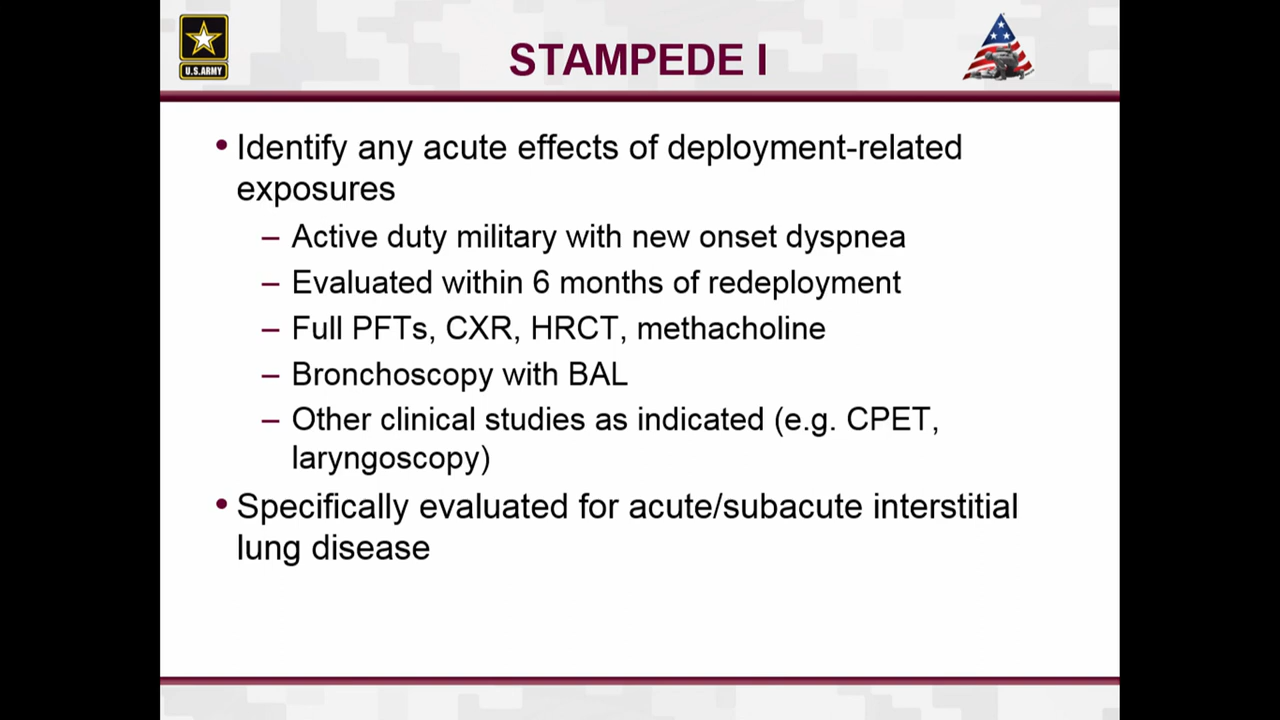 U.S.ARMY
STAMPEDE I
• Identify any acute effects of deployment-related
exposures
– Active duty military with new onset dyspnea
– Evaluated within 6 months of redeployment
– Full PFTs, CXR, HRCT, methacholine
– Bronchoscopy with BAL
– Other clinical studies as indicated (e.g. CPET,
laryngoscopy)
• Specifically evaluated for acute/subacute interstitial
lung disease